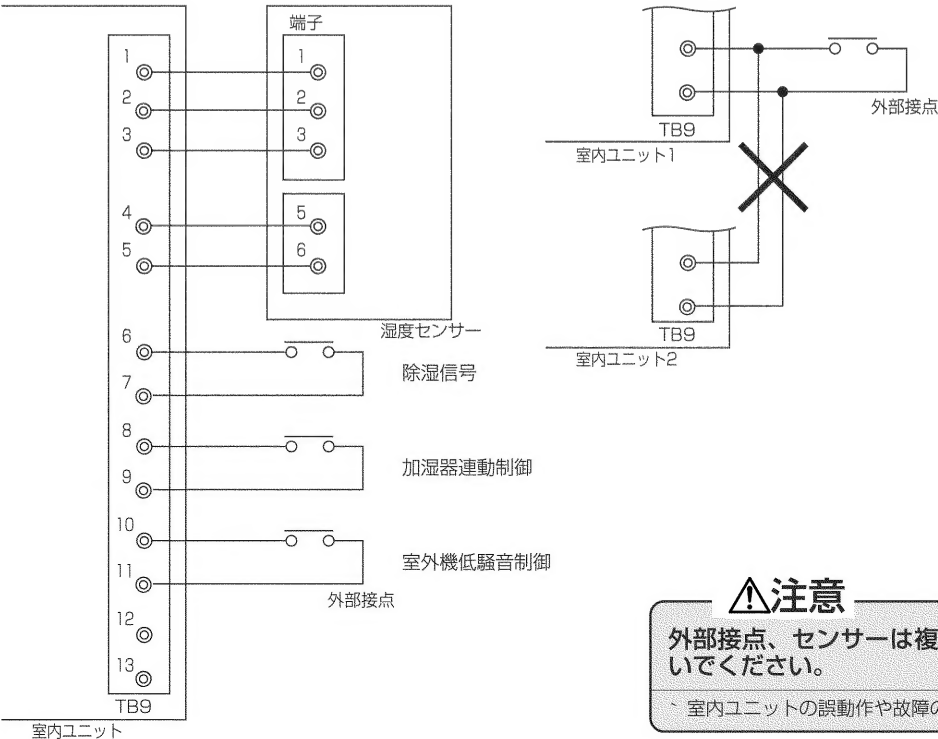 端子
1
2
3
4
5
6
7
8
9
10
11
12
13
TB9
室内ユニット
1
2
3
5
6
湿度センサー
除湿信号
加湿器連動制御
室外機低騒音制御
外部接点
外部接点
TB9
室内ユニット1
TB9
室内ユニット2
注意
外部接点、センサーは複
いでください。
室内ユニットの誤動作や故障の